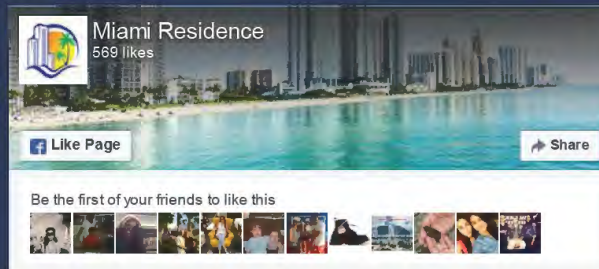 Miami Residence
569 likes
Like Page
Share
Be the first of your friends to like this